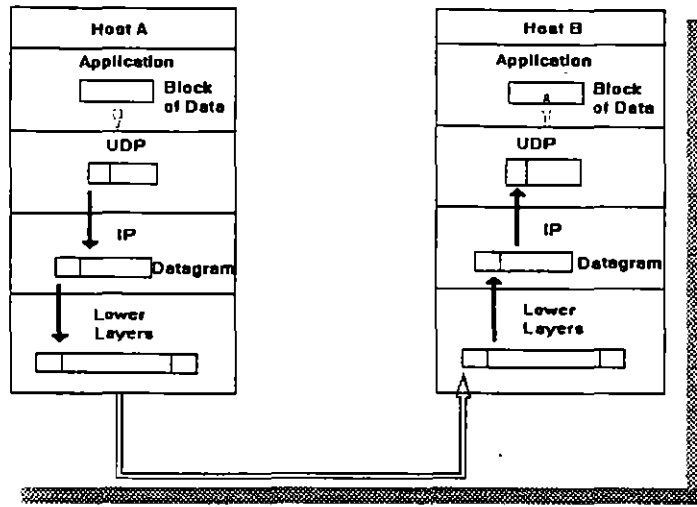 Host A
Application
Block
of Data
UDP
IP
Datagram
Lower
Layers
Host B
Application
Block
of Data
UDP
IP
Datagram
Lower
Layers